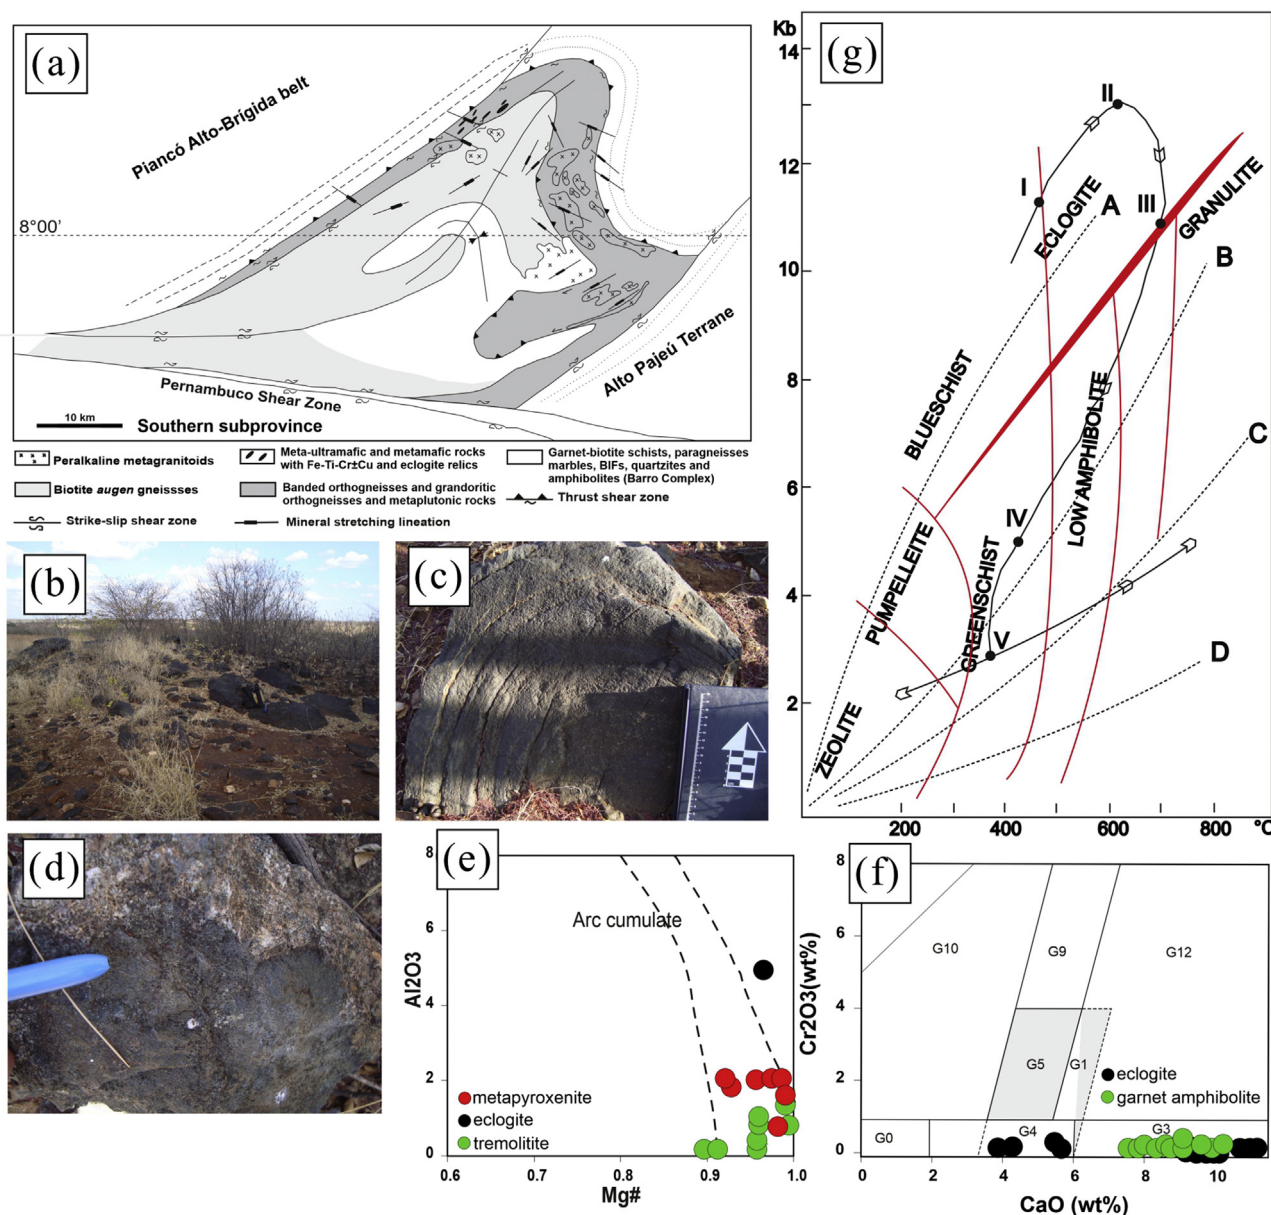 (a)
Piancó Alto-Brígida belt
8°00'
Alto Pajeú Terrane
Pernambuco Shear Zone
10 km
Southern subprovince
Peralkaline metagranitoids
Meta-ultramafic and metamafic rocks
with Fe-Ti-Cr±Cu and eclogite relics
Garnet-biotite schists, paragneisses
marbles, BIFs, quartzites and
amphibolites (Barro Complex)
Biotite augen gneissses
Banded orthogneisses and grandoritic
orthogneisses and metaplutonic rocks
Thrust shear zone
Strike-slip shear zone
Mineral stretching lineation
(b)
(c)
(d)
(e)
Al2O3
8
6
4
2
0
Arc cumulate
metapyroxenite
eclogite
tremolitite
0.6
0.7
0.8
0.9
1.0
Mg#
(g)
Kb
14
12
10
8
6
4
2
I
II
III
IV
V
A
B
C
D
ECLOGITE
GRANULITE
BLUESCHIST
LOW AMPHIBOLITE
PUMPELLEITE
GREENSCHIST
ZEOLITE
200
400
600
800
°C
(f)
Cr2O3(wt%)
8
6
4
2
0
G10
G9
G12
G5
G1
G0
G4
G3
eclogite
garnet amphibolite
0
2
4
6
8
10
CaO (wt%)